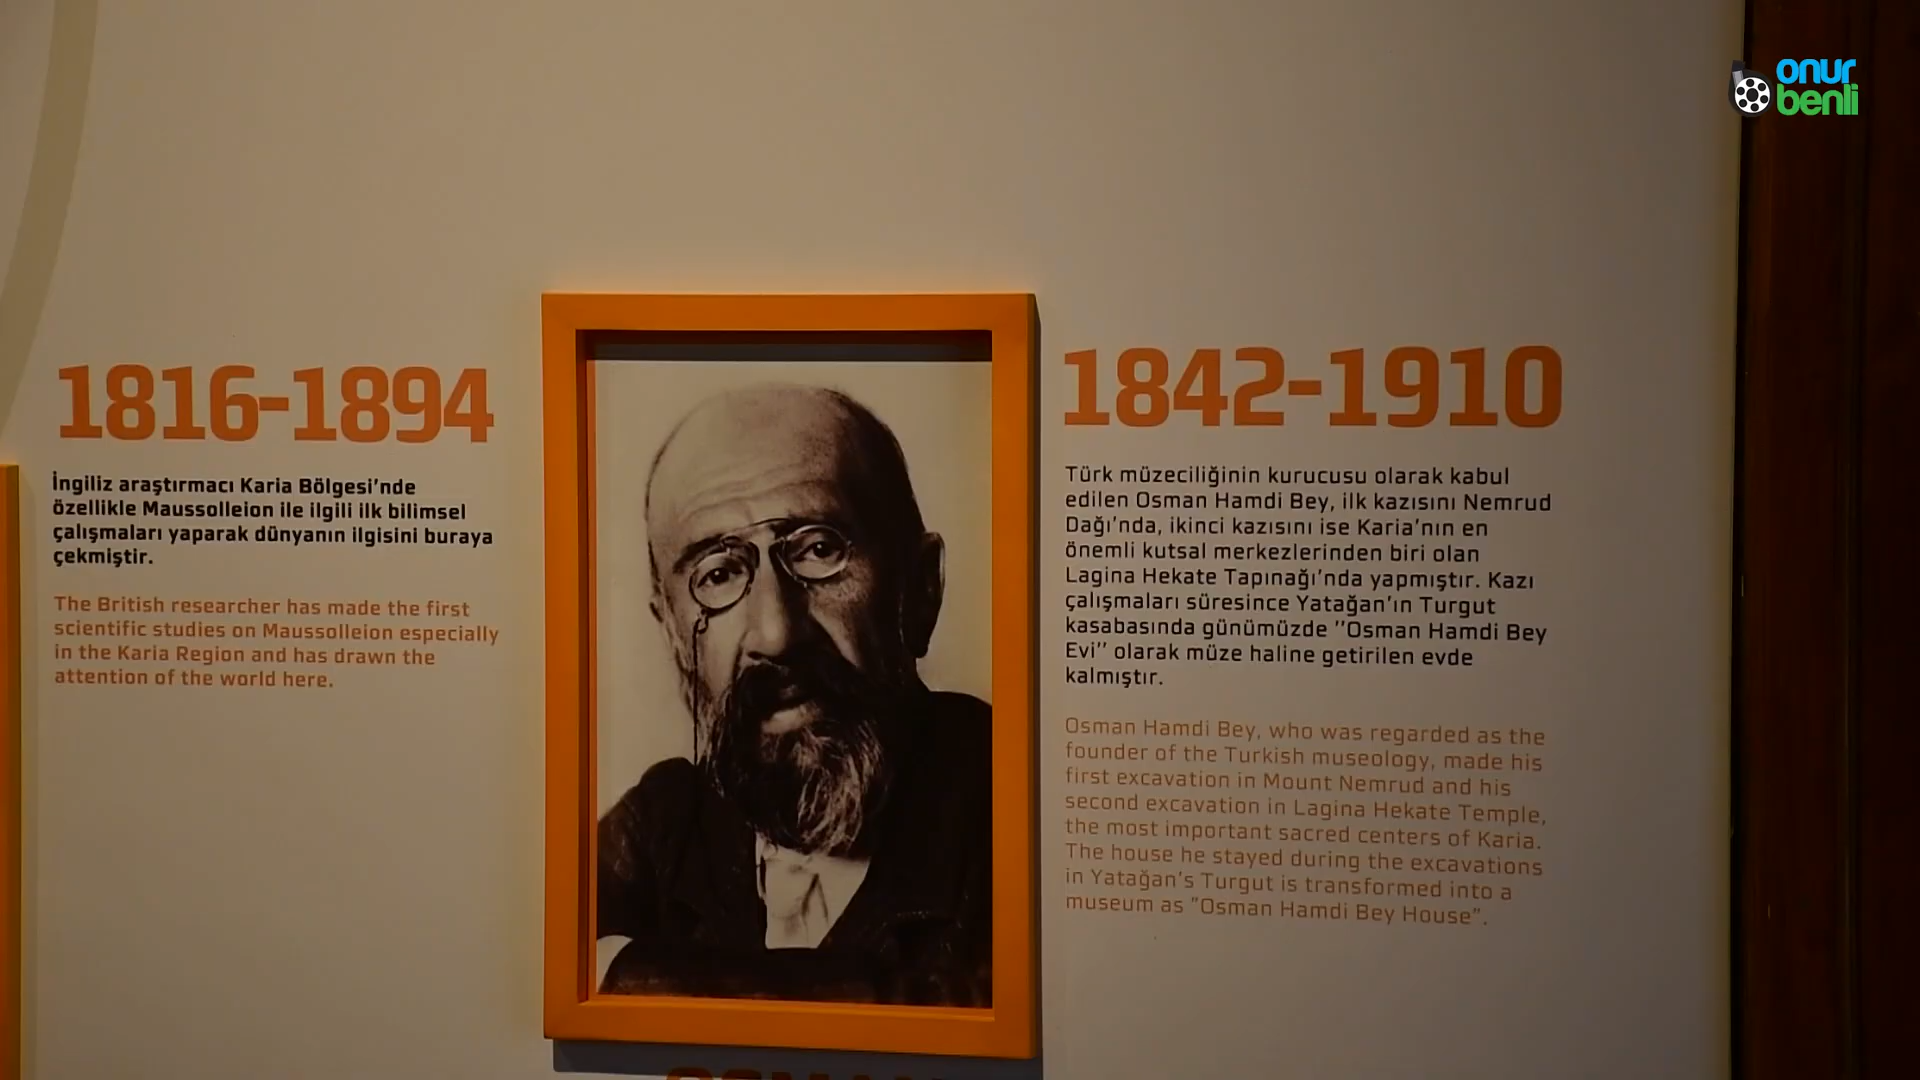 onur
benli
1816-1894
İngiliz araştırmacı Karia Bölgesi'nde
özellikle Maussolleion ile ilgili ilk bilimsel
çalışmaları yaparak dünyanın ilgisini buraya
çekmiştir.
The British researcher has made the first
scientific studies on Maussolleion especially
in the Karia Region and has drawn the
attention of the world here.
1842-1910
Türk müzeciliğinin kurucusu olarak kabul
edilen Osman Hamdi Bey, ilk kazısını Nemrud
Dağı'nda, ikinci kazısını ise Karia'nın en
önemli kutsal merkezlerinden biri olan
Lagina Hekate Tapınağı'nda yapmıştır. Kazı
çalışmaları süresince Yatağan'ın Turgut
kasabasında günümüzde ''Osman Hamdi Bey
Evi'' olarak müze haline getirilen evde
kalmıştır.
Osman Hamdi Bey, who was regarded as the
founder of the Turkish museology, made his
first excavation in Mount Nemrud and his
second excavation in Lagina Hekate Temple,
the most important sacred centers of Karia.
The house he stayed during the excavations
in Yatağan's Turgut is transformed into a
museum as "Osman Hamdi Bey House".
OSMAN